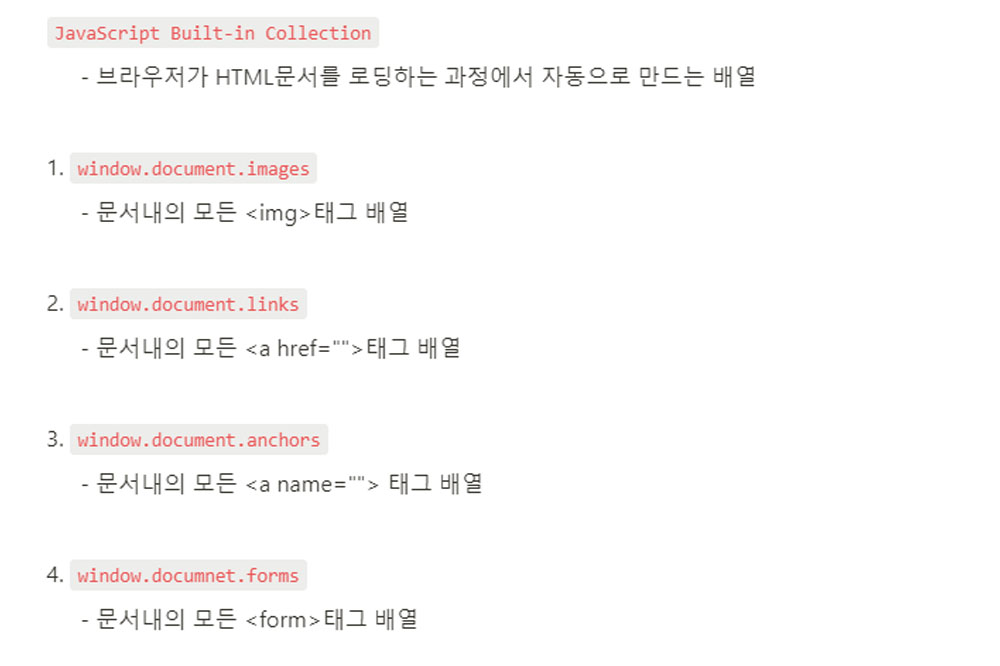 JavaScript Built-in Collection
- 브라우저가 HTML문서를 로딩하는 과정에서 자동으로 만드는 배열
1. window.document.images
- 문서내의 모든 <img>태그 배열
2. window.document.links
- 문서내의 모든 <a href="">태그 배열
3. window.document.anchors
- 문서내의 모든 <a name=""> 태그 배열
4. window.documnet.forms
- 문서내의 모든 <form>태그 배열